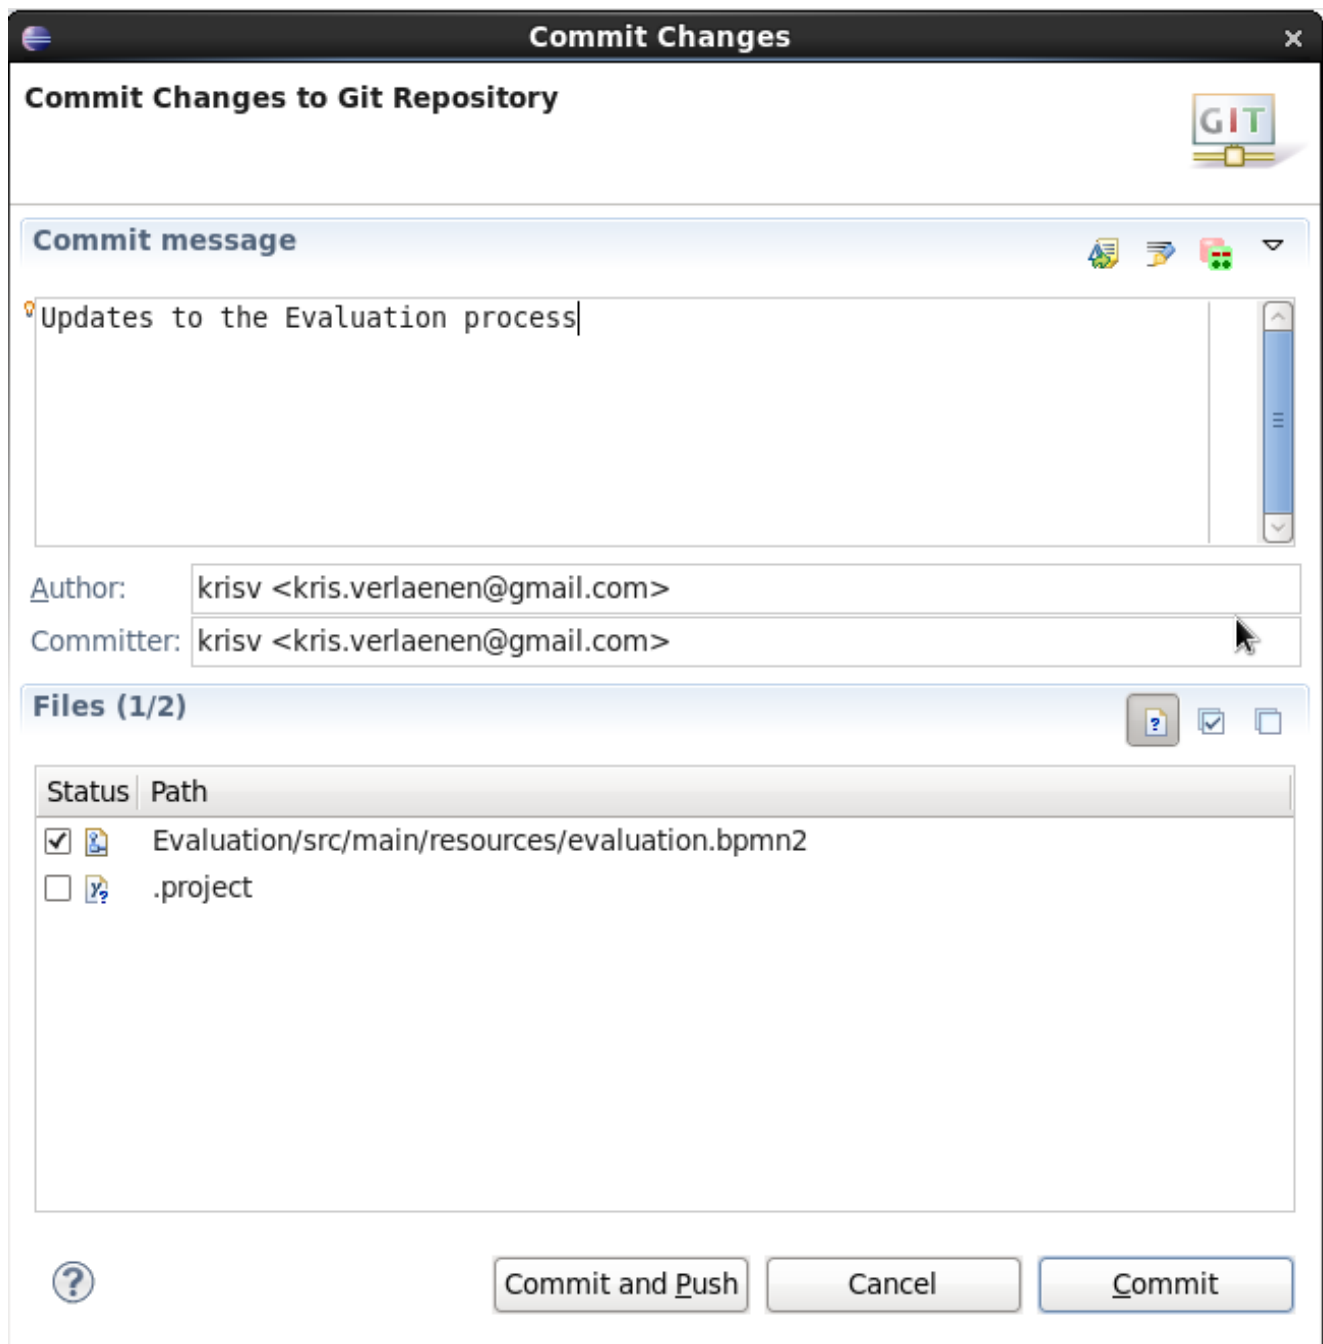 Commit Changes
Commit Changes to Git Repository
GIT
Commit message
Updates to the Evaluation process
Author: krisv <kris.verlaenen@gmail.com>
Committer: krisv <kris.verlaenen@gmail.com>
Files (1/2)
Status Path
Evaluation/src/main/resources/evaluation.bpmn2
.project
Commit and Push Cancel Commit